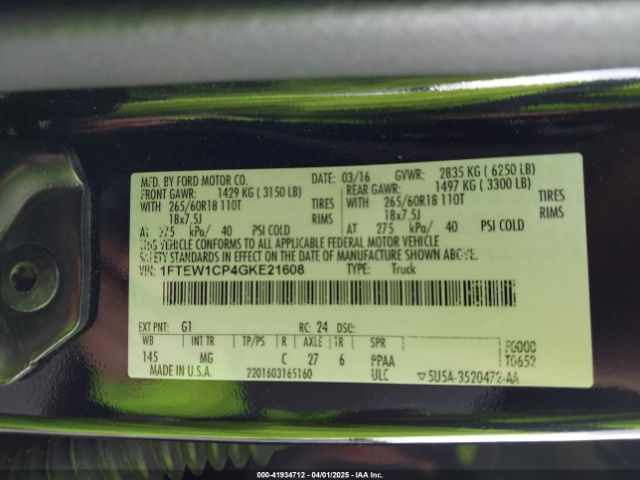 MFD. BY FORD MOTOR CO.
DATE: 03/16 GVWR: 2835 KG ( 6250 LB)
FRONT GAWR: 1429 KG ( 3150 LB) REAR GAWR: 1497 KG ( 3300 LB)
WITH 265/60R18 110T TIRES WITH 265/60R18 110T TIRES
18x7.5J RIMS 18x7.5J RIMS
AT 275 kPa/ 40 PSI COLD AT 275 kPa/ 40 PSI COLD
THIS VEHICLE CONFORMS TO ALL APPLICABLE FEDERAL MOTOR VEHICLE
SAFETY STANDARDS IN EFFECT ON THE DATE OF MANUFACTURE SHOWN ABOVE.
VIN: 1FTEW1CP4GKE21608 TYPE: Truck
EXT PNT: G1 RC: 24 DSO:
WB INT TR TP/PS R AXLE TR SPR
145 MG C 27 6 PPAA
MADE IN U.S.A. 2201603165160 ULC ▽5U5A-3520472-AA
000-41934712 - 04/01/2025 - IAA Inc.